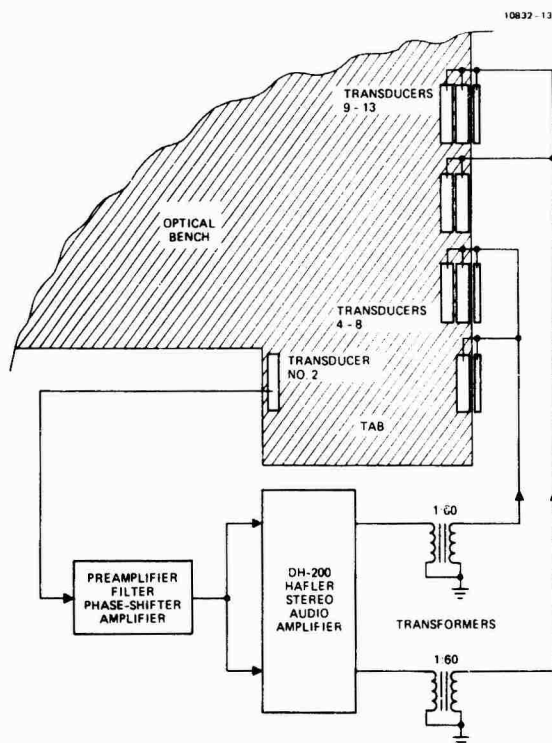 10832-13
TRANSDUCERS
9 - 13
OPTICAL
BENCH
TRANSDUCERS
4 - 8
TRANSDUCER
NO. 2
TAB
1:60
PREAMPLIFIER
FILTER
PHASE-SHIFTER
AMPLIFIER
DH-200
HAFLER
STEREO
AUDIO
AMPLIFIER
TRANSFORMERS
1:60